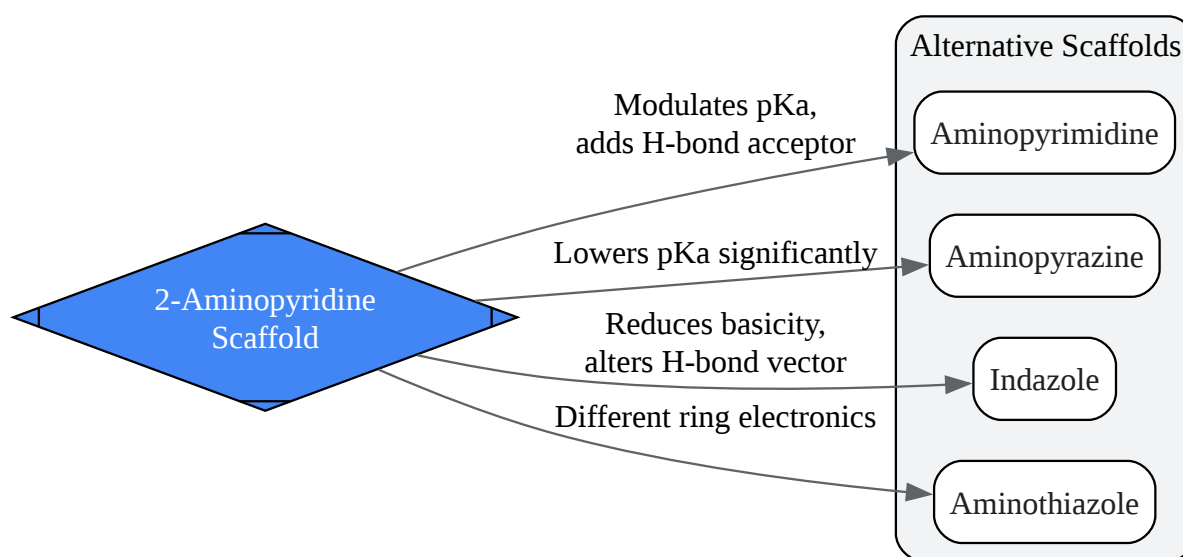 Alternative Scaffolds
Modulates pKa,
adds H-bond acceptor
Aminopyrimidine
Lowers pKa significantly
Aminopyrazine
2-Aminopyridine
Scaffold
Reduces basicity,
alters H-bond vector
Indazole
Different ring electronics
Aminothiazole